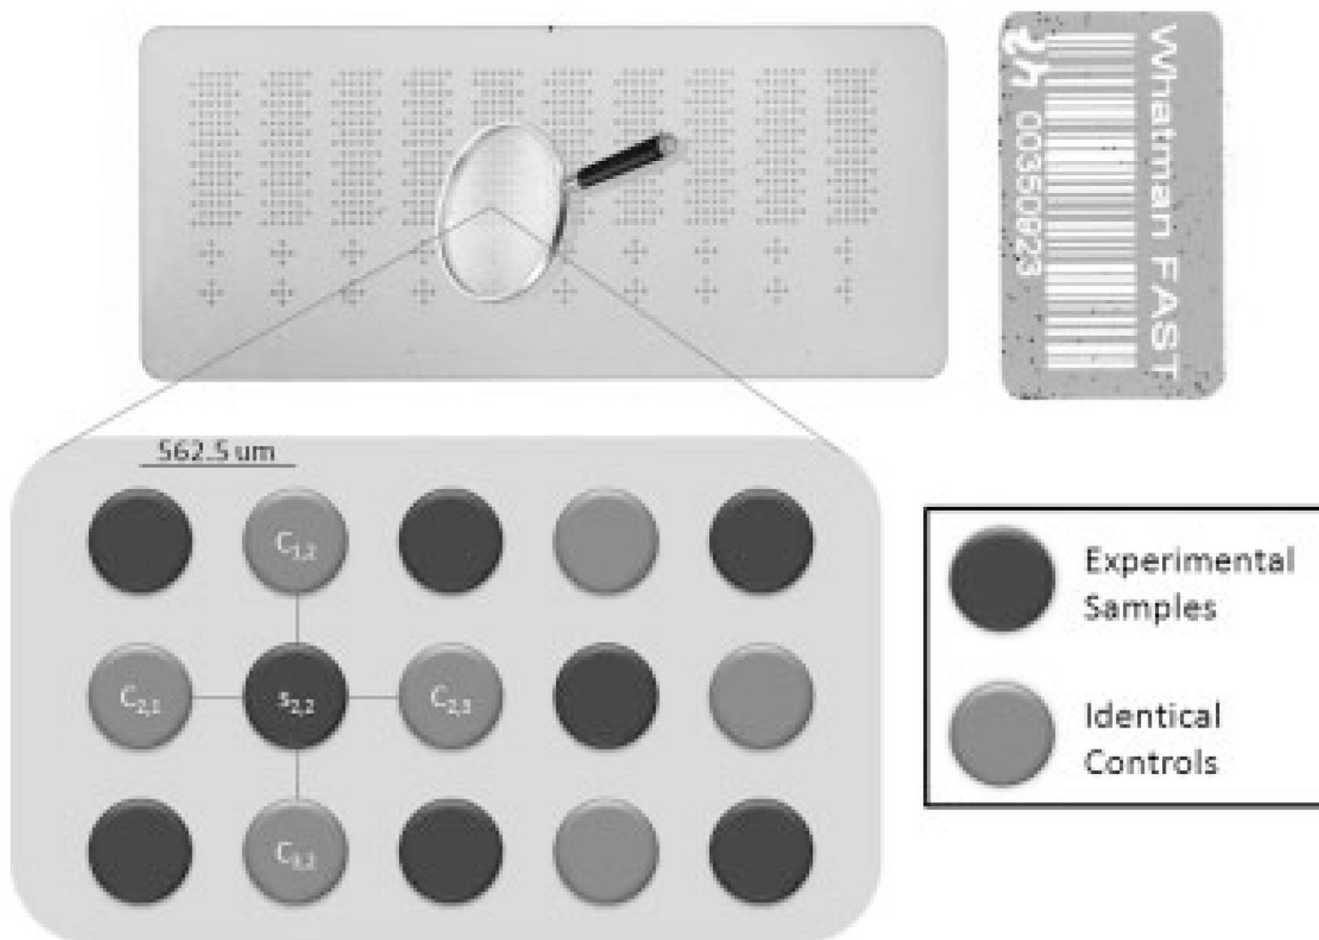 Whatman FAST
00350823
42
562.5 um
C1,2
C2,1
s2,2
C2,3
C3,2
Experimental
Samples
Identical
Controls